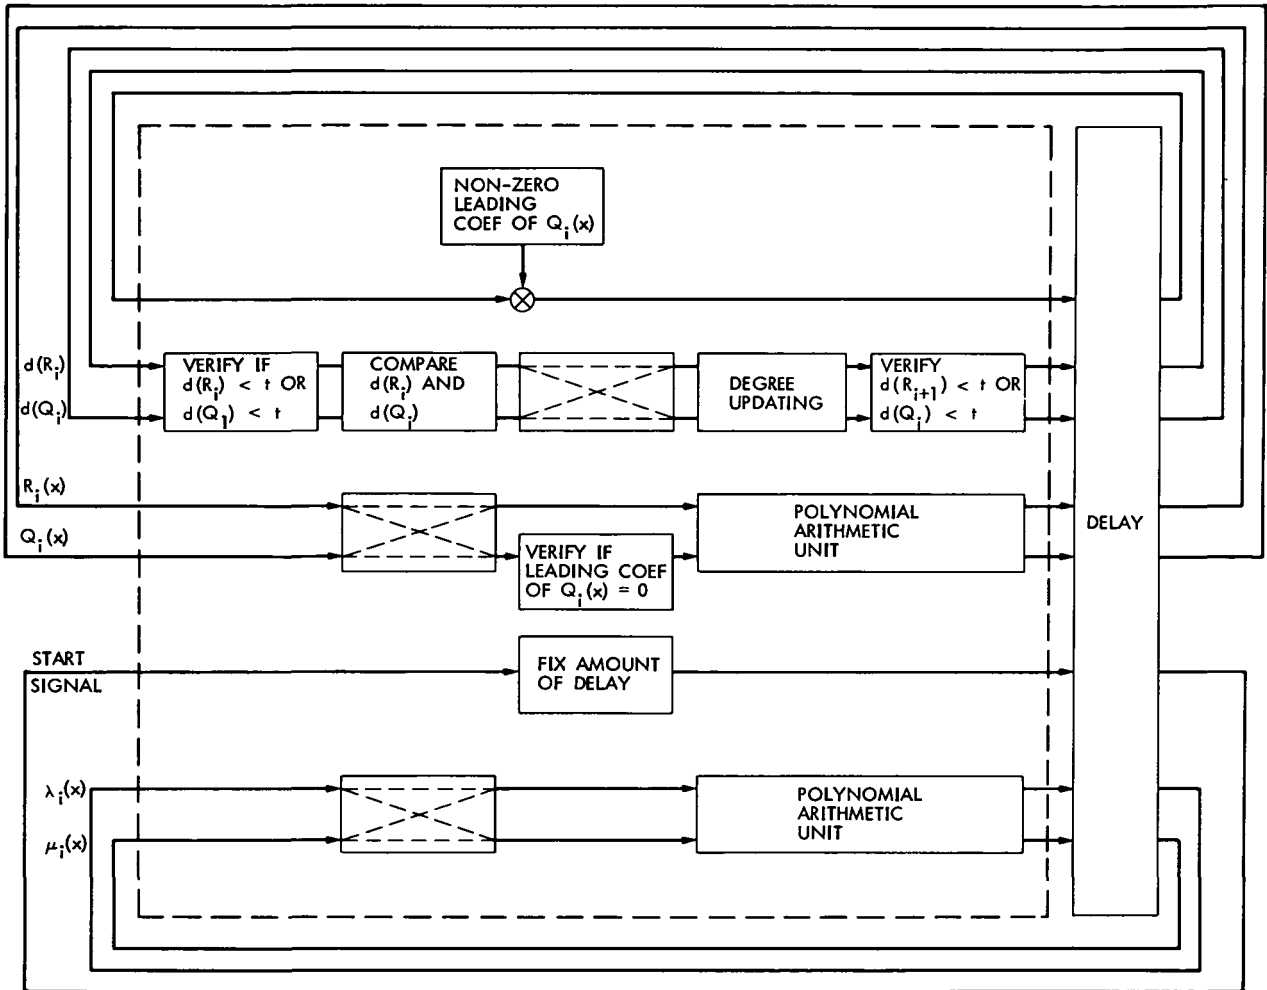 NON-ZERO
LEADING
COEF OF Q_i(x)
d(R_i)
d(Q_i)
VERIFY IF
d(R_i) < t OR
d(Q_1) < t
COMPARE
d(R_i) AND
d(Q_i)
DEGREE
UPDATING
VERIFY
d(R_{i+1}) < t OR
d(Q_i) < t
R_i(x)
Q_i(x)
VERIFY IF
LEADING COEF
OF Q_i(x) = 0
POLYNOMIAL
ARITHMETIC
UNIT
DELAY
START
SIGNAL
FIX AMOUNT
OF DELAY
λ_i(x)
μ_i(x)
POLYNOMIAL
ARITHMETIC
UNIT